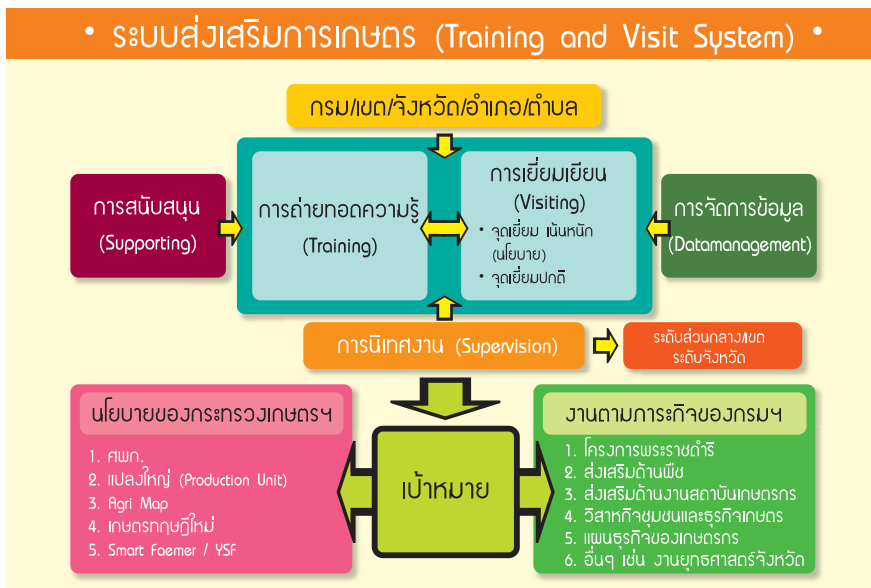 • ระบบส่งเสริมการเกษตร (Training and Visit System) •
กรม/เขต/จังหวัด/อำเภอ/ตำบล
การสนับสนุน
(Supporting)
การถ่ายทอดความรู้
(Training)
การเยี่ยมเยียน
(Visiting)
• จุดเยี่ยม เน้นหนัก
(นโยบาย)
• จุดเยี่ยมปกติ
การจัดการข้อมูล
(Datamanagement)
การนิเทศงาน (Supervision)
ระดับส่วนกลาง/เขต
ระดับจังหวัด
นโยบายของกระทรวงเกษตรฯ
1. ศพก.
2. แปลงใหญ่ (Production Unit)
3. Agri Map
4. เกษตรทฤษฎีใหม่
5. Smart Faemer / YSF
เป้าหมาย
งานตามภาระกิจของกรมฯ
1. โครงการพระราชดำริ
2. ส่งเสริมด้านพืช
3. ส่งเสริมด้านงานสถาบันเกษตรกร
4. วิสาหกิจชุมชนและธุรกิจเกษตร
5. แผนธุรกิจของเกษตรกร
6. อื่นๆ เช่น งานยุทธศาสตร์จังหวัด